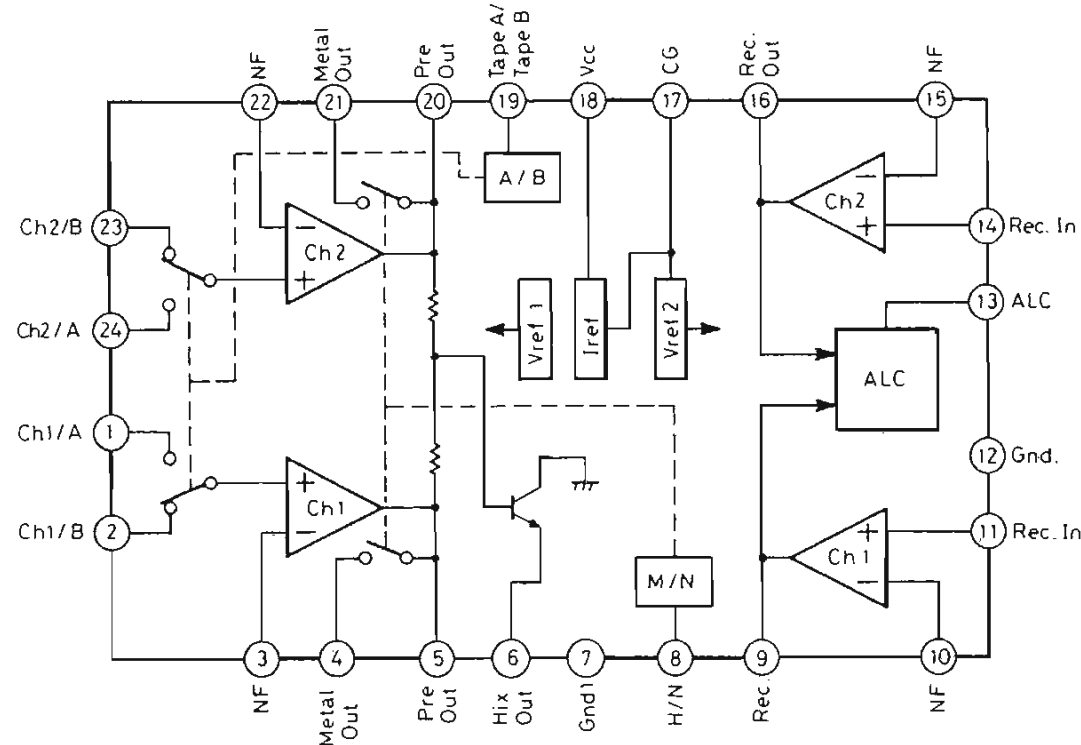 NF
Metal
Out
Pre
Out
Tape A/
Tape B
Vcc
CG
Rec.
Out
NF
22
21
20
19
18
17
16
15
A/B
Ch2/B
23
Ch2
Ch2
14
Rec. In
Ch2/A
24
Vref 1
Iref
Vref 2
13
ALC
ALC
Ch1/A
1
12
Gnd.
Ch1
Ch1/B
2
11
Rec. In
Ch1
M/N
3
4
5
6
7
8
9
10
NF
Metal
Out
Pre
Out
Hix
Out
Gnd1
H/N
Rec.
NF